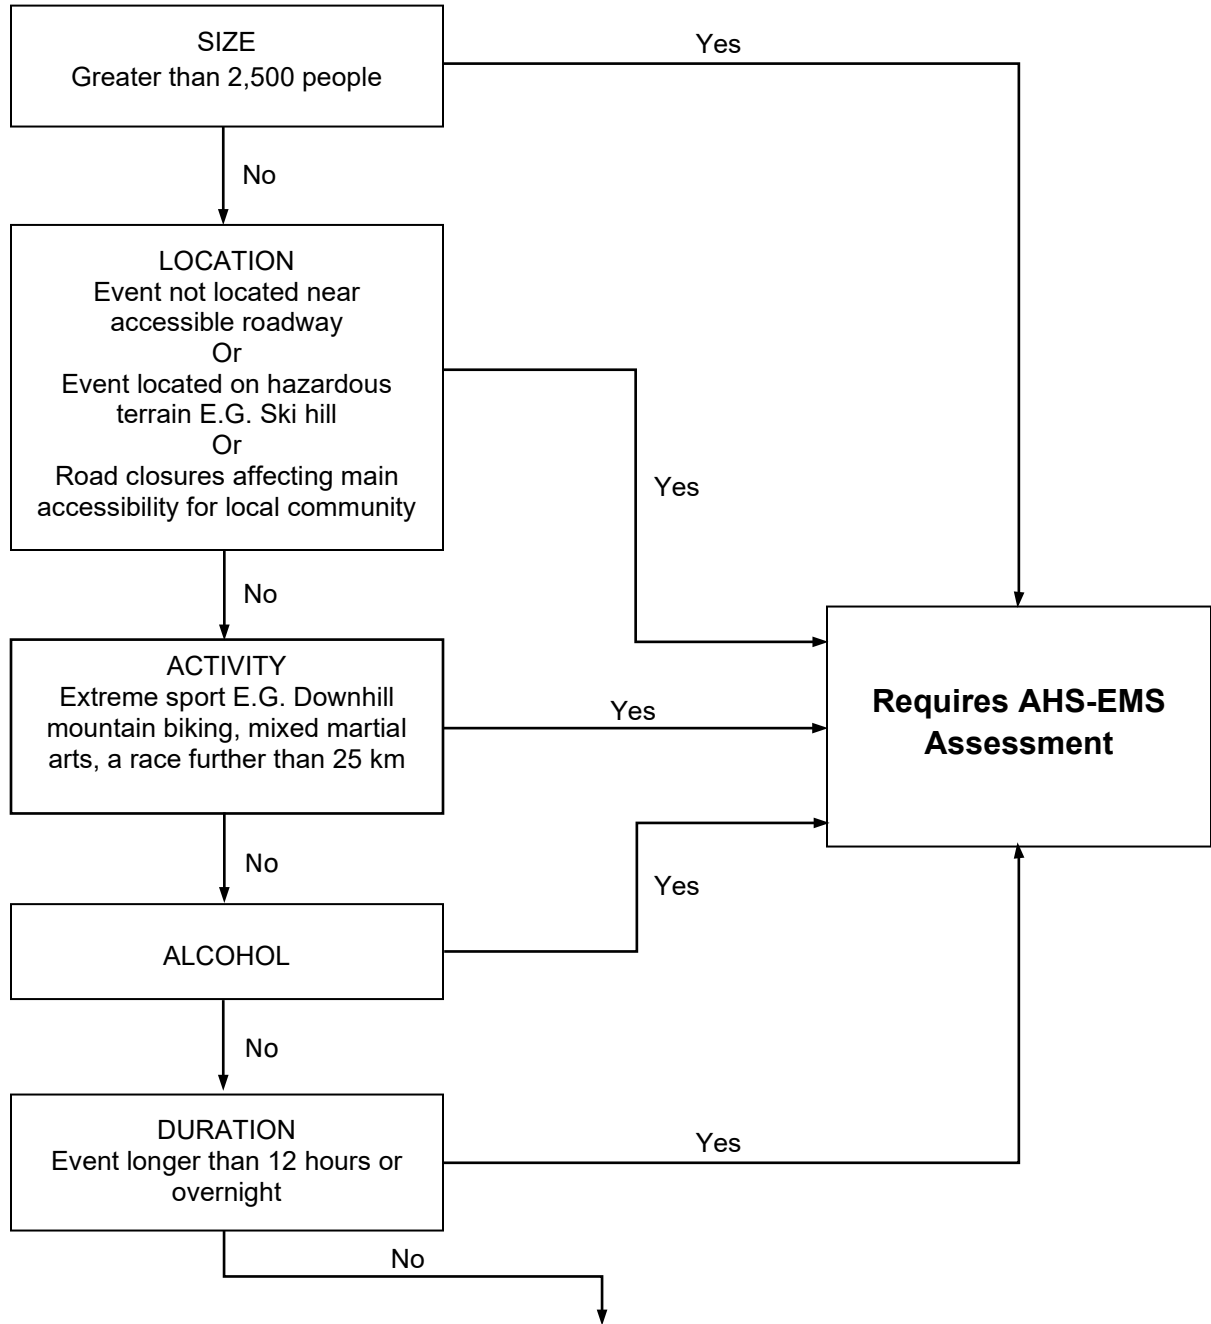 SIZE
Greater than 2,500 people
Yes
No
LOCATION
Event not located near
accessible roadway
Or
Event located on hazardous
terrain E.G. Ski hill
Or
Road closures affecting main
accessibility for local community
Yes
No
ACTIVITY
Extreme sport E.G. Downhill
mountain biking, mixed martial
arts, a race further than 25 km
Yes
Requires AHS-EMS
Assessment
No
ALCOHOL
Yes
No
DURATION
Event longer than 12 hours or
overnight
Yes
No